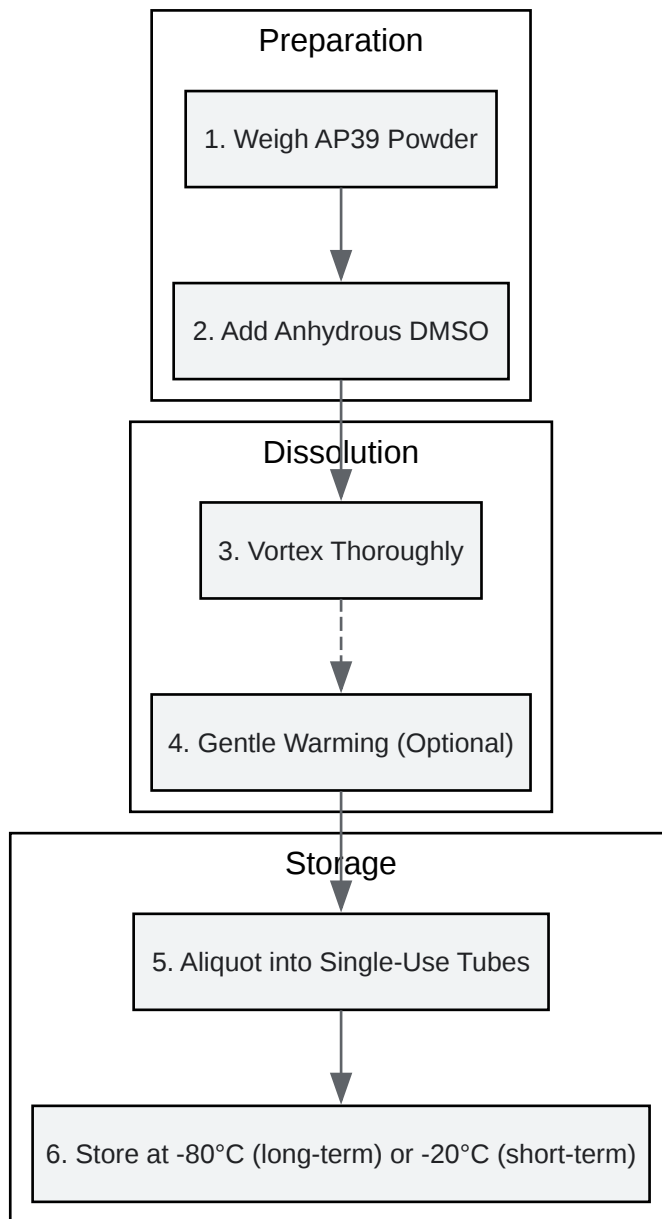 Preparation
1. Weigh AP39 Powder
2. Add Anhydrous DMSO
Dissolution
3. Vortex Thoroughly
4. Gentle Warming (Optional)
Storage
5. Aliquot into Single-Use Tubes
6. Store at -80°C (long-term) or -20°C (short-term)